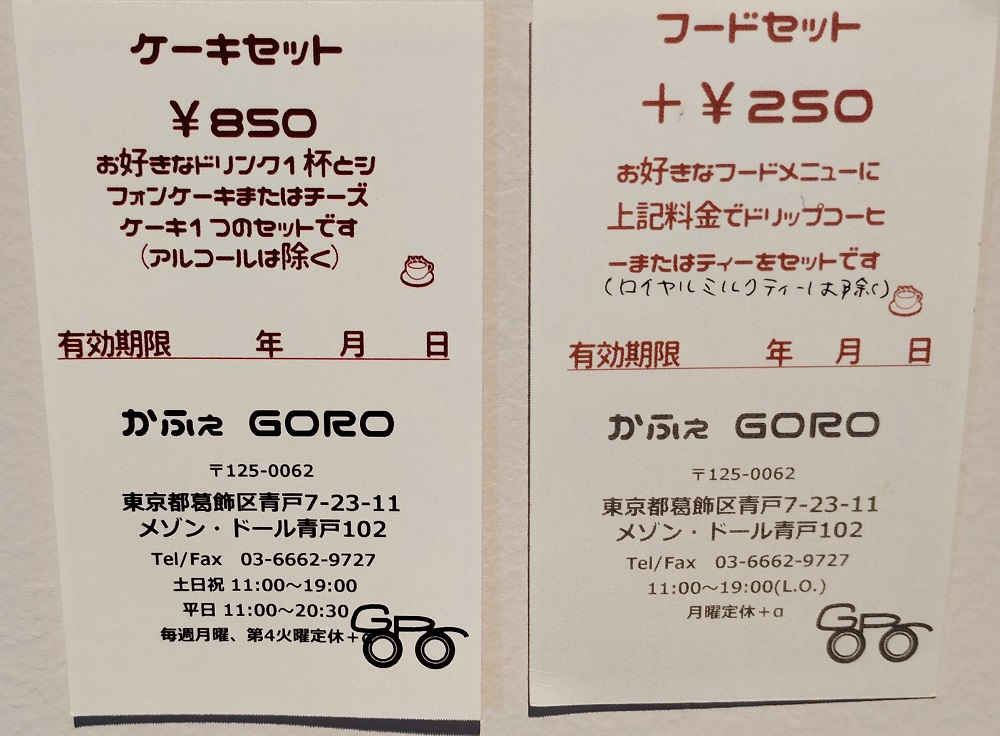 ケーキセット
¥850
お好きなドリンク1杯とシ
フォンケーキまたはチーズ
ケーキ1つのセットです
(アルコールは除く)
有効期限 年 月 日
かふぇ GORO
〒125-0062
東京都葛飾区青戸7-23-11
メゾン・ドール青戸102
Tel/Fax 03-6662-9727
土日祝 11:00〜19:00
平日 11:00〜20:30
毎週月曜、第4火曜定休+α
フードセット
+¥250
お好きなフードメニューに
上記料金でドリップコーヒ
ーまたはティーをセットです
(ロイヤルミルクティーは除く)
有効期限 年 月 日
かふぇ GORO
〒125-0062
東京都葛飾区青戸7-23-11
メゾン・ドール青戸102
Tel/Fax 03-6662-9727
11:00〜19:00(L.O.)
月曜定休+α